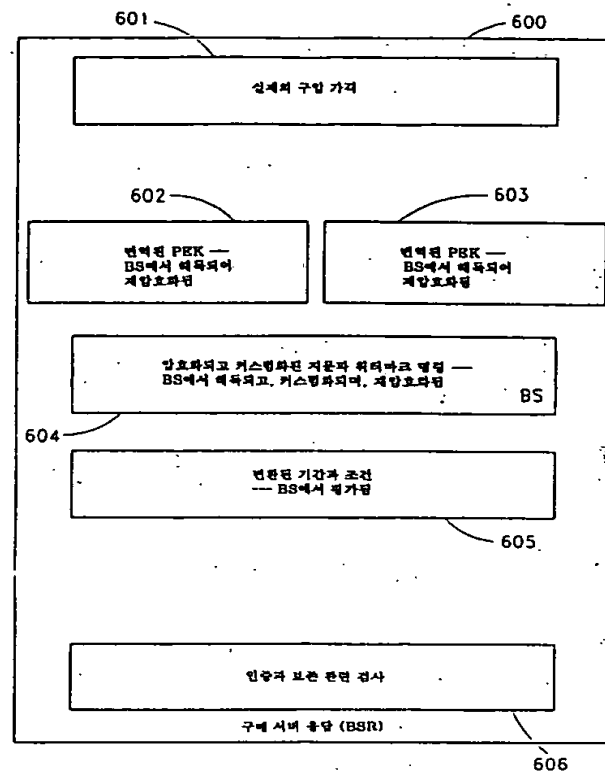 601
600
실제의 구입 가격
602
603
번역된 PEK —
BS에서 해독되어
재암호화됨
번역된 PEK —
BS에서 해독되어
재암호화됨
암호화되고 커스텀화된 지문과 워터마크 명령 —
BS에서 해독되고, 커스텀화되며, 재암호화됨
BS
604
변환된 기간과 조건
--- BS에서 평가됨
605
인증과 보존 관련 검사
구매 서버 응답 (BSR)
606